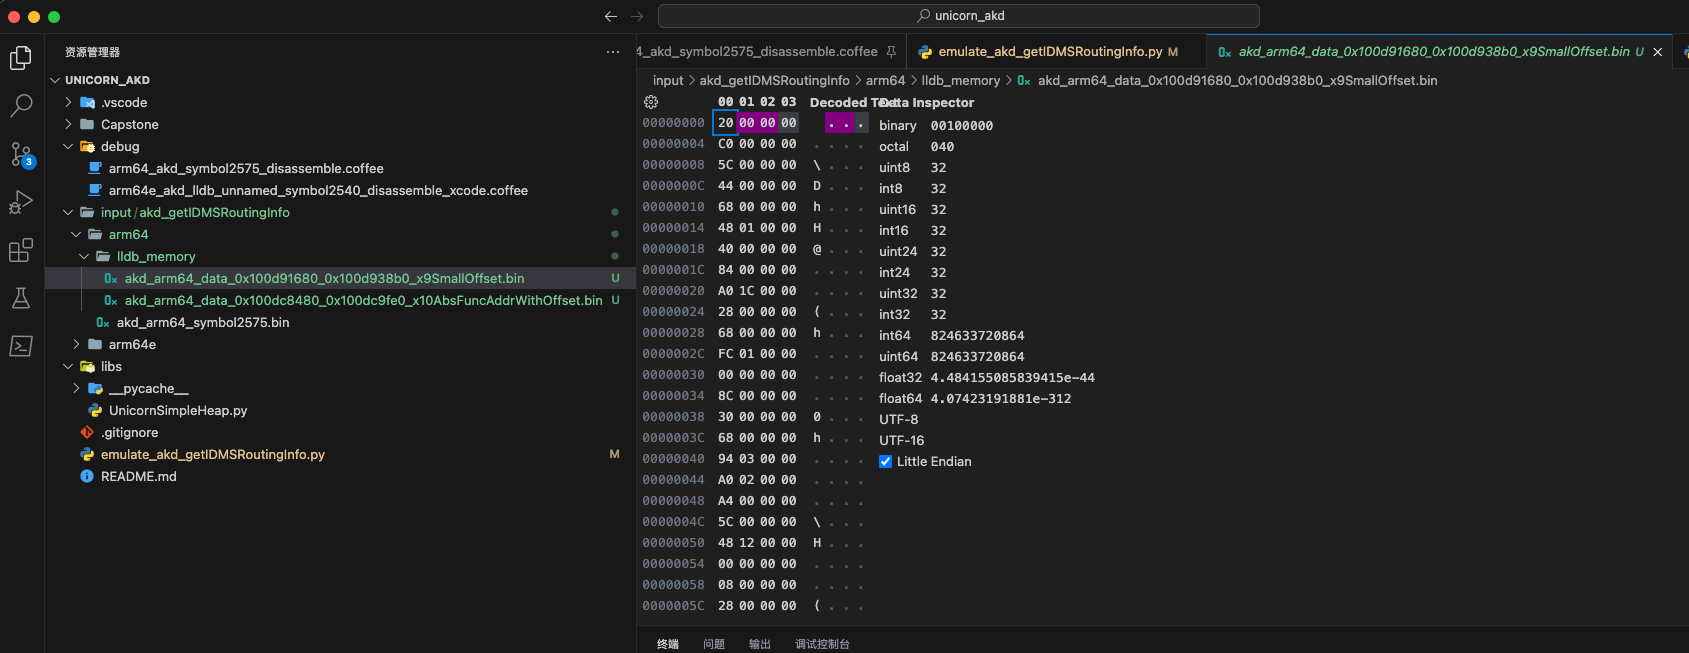 unicorn_akd
资源管理器
UNICORN_AKD
.vscode
Capstone
debug
arm64_akd_symbol2575_disassemble.coffee
arm64e_akd_lldb_unnamed_symbol2540_disassemble_xcode.coffee
input/akd_getIDMSRoutingInfo
arm64
lldb_memory
akd_arm64_data_0x100d91680_0x100d938b0_x9SmallOffset.bin U
akd_arm64_data_0x100dc8480_0x100dc9fe0_x10AbsFuncAddrWithOffset.bin U
akd_arm64_symbol2575.bin
arm64e
libs
__pycache__
UnicornSimpleHeap.py
.gitignore
emulate_akd_getIDMSRoutingInfo.py M
README.md
3
4_akd_symbol2575_disassemble.coffee
emulate_akd_getIDMSRoutingInfo.py M
akd_arm64_data_0x100d91680_0x100d938b0_x9SmallOffset.bin U
input > akd_getIDMSRoutingInfo > arm64 > lldb_memory > akd_arm64_data_0x100d91680_0x100d938b0_x9SmallOffset.bin
00 01 02 03 Decoded T
00000000 20 00 00 00 . . .
00000004 C0 00 00 00 . . . .
00000008 5C 00 00 00 \ . . .
0000000C 44 00 00 00 D . . .
00000010 68 00 00 00 h . . .
00000014 48 01 00 00 H . . .
00000018 40 00 00 00 @ . . .
0000001C 84 00 00 00 . . . .
00000020 A0 1C 00 00 . . . .
00000024 28 00 00 00 ( . . .
00000028 68 00 00 00 h . . .
0000002C FC 01 00 00 . . . .
00000030 00 00 00 00 . . . .
00000034 8C 00 00 00 . . . .
00000038 30 00 00 00 0 . . .
0000003C 68 00 00 00 h . . .
00000040 94 03 00 00 . . . .
00000044 A0 02 00 00 . . . .
00000048 A4 00 00 00 . . . .
0000004C 5C 00 00 00 \ . . .
00000050 48 12 00 00 H . . .
00000054 00 00 00 00 . . . .
00000058 08 00 00 00 . . . .
0000005C 28 00 00 00 ( . . .
Data Inspector
binary 00100000
octal 040
uint8 32
int8 32
uint16 32
int16 32
uint24 32
int24 32
uint32 32
int32 32
int64 824633720864
uint64 824633720864
float32 4.484155085839415e-44
float64 4.07423191881e-312
UTF-8
UTF-16
Little Endian
终端 问题 输出 调试控制台